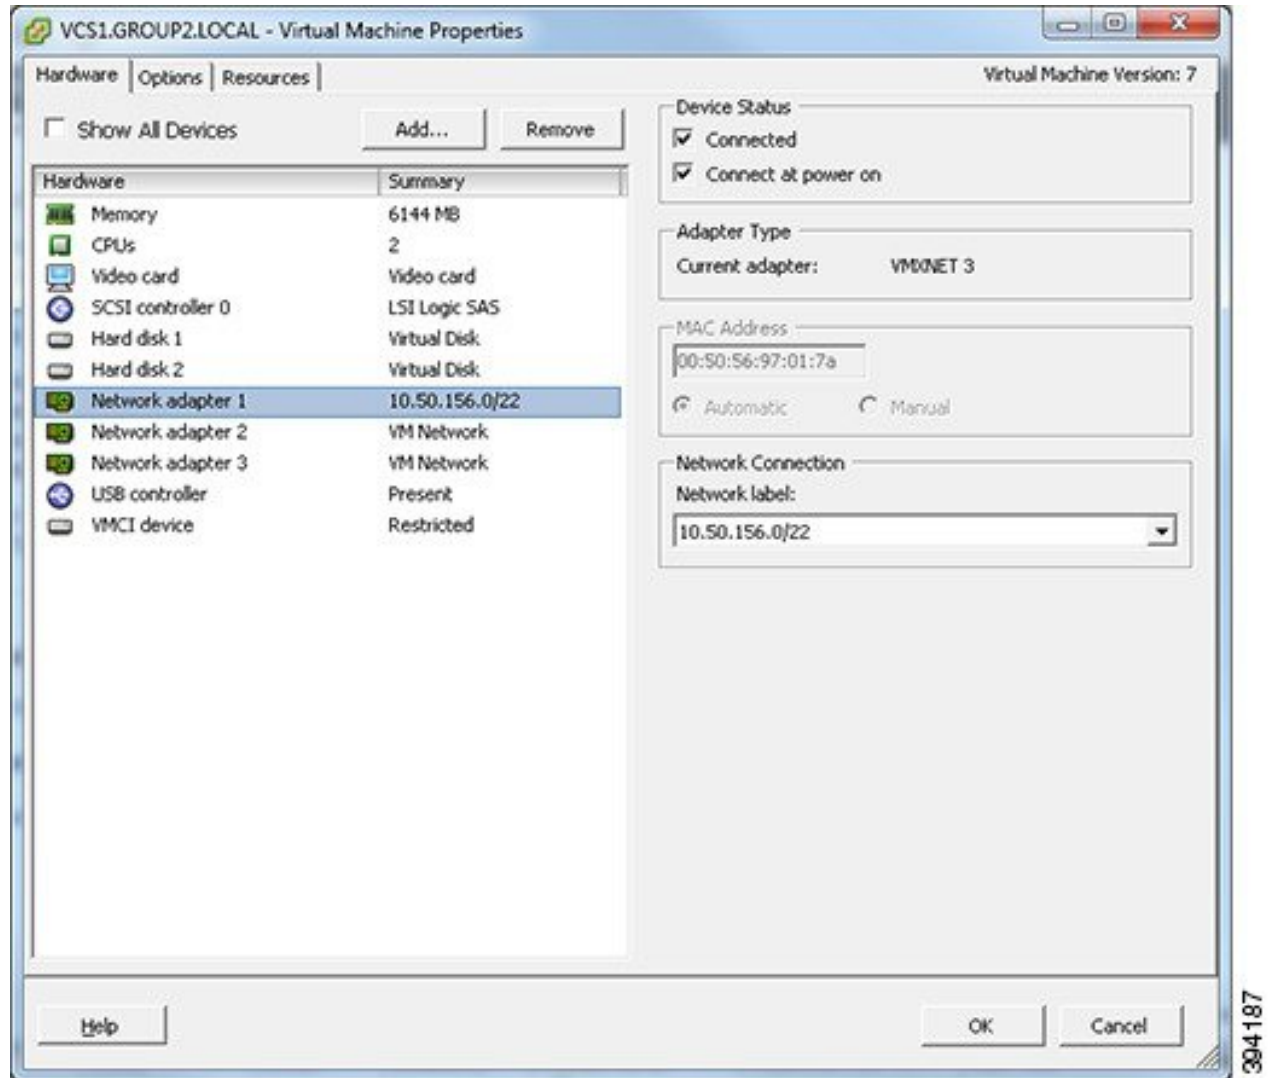 VCS1.GROUP2.LOCAL - Virtual Machine Properties
Hardware Options Resources
Virtual Machine Version: 7
Show All Devices
Add...
Remove
Hardware Summary
Memory 6144 MB
CPUs 2
Video card Video card
SCSI controller 0 LSI Logic SAS
Hard disk 1 Virtual Disk
Hard disk 2 Virtual Disk
Network adapter 1 10.50.156.0/22
Network adapter 2 VM Network
Network adapter 3 VM Network
USB controller Present
VMCI device Restricted
Device Status
Connected
Connect at power on
Adapter Type
Current adapter: VMXNET 3
MAC Address
00:50:56:97:01:7a
Automatic Manual
Network Connection
Network label:
10.50.156.0/22
Help
OK
Cancel
394187